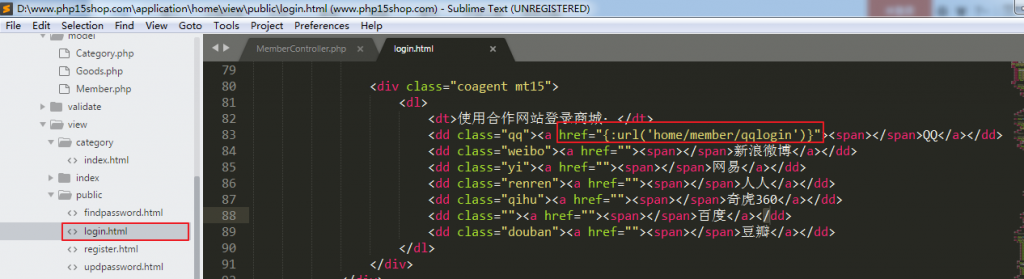 D:\www.php15shop.com\application\home\view\public\login.html (www.php15shop.com) - Sublime Text (UNREGISTERED)
File Edit Selection Find View Goto Tools Project Preferences Help
model
Category.php
Goods.php
Member.php
validate
view
category
index.html
index
public
findpassword.html
login.html
register.html
updpassword.html
MemberController.php × login.html ×
79
80 <div class="coagent mt15">
81 <dl>
82 <dt>使用合作网站登录商城：</dt>
83 <dd class="qq"><a href="{:url('home/member/qqlogin')}"><span></span>QQ</a></dd>
84 <dd class="weibo"><a href=""><span></span>新浪微博</a></dd>
85 <dd class="yi"><a href=""><span></span>网易</a></dd>
86 <dd class="renren"><a href=""><span></span>人人</a></dd>
87 <dd class="qihu"><a href=""><span></span>奇虎360</a></dd>
88 <dd class=""><a href=""><span></span>百度</a></dd>
89 <dd class="douban"><a href=""><span></span>豆瓣</a></dd>
90 </dl>
91 </div>